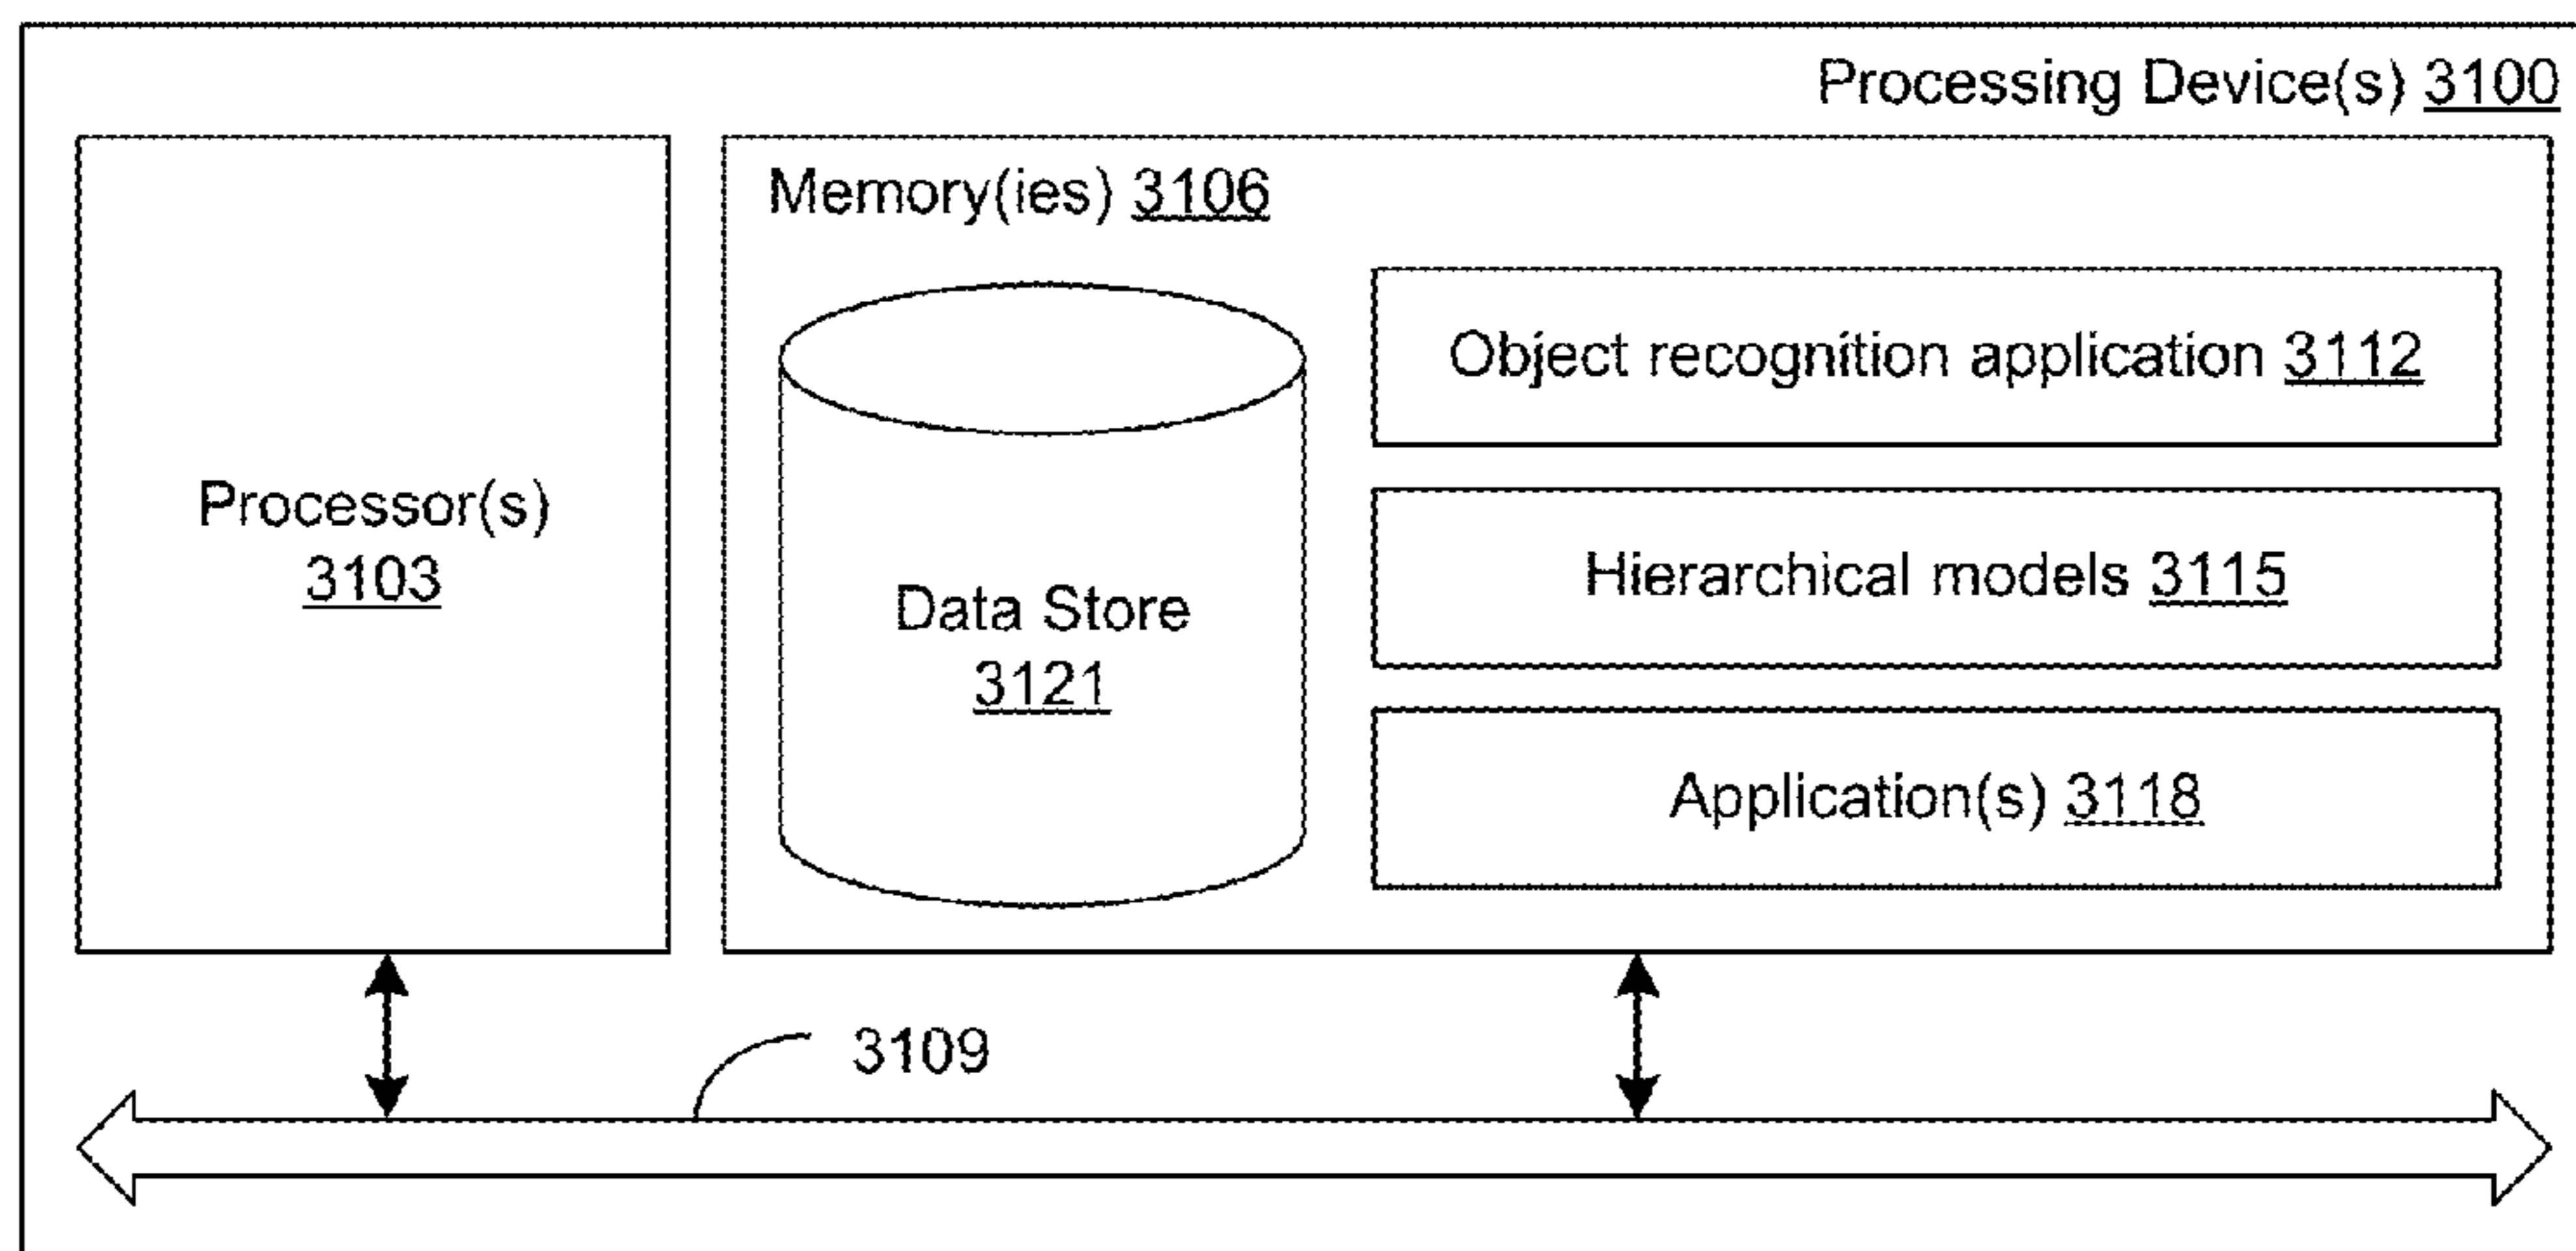 Processing Device(s) 3100
Memory(ies) 3106
Processor(s)
3103
Data Store
3121
Object recognition application 3112
Hierarchical models 3115
Application(s) 3118
3109